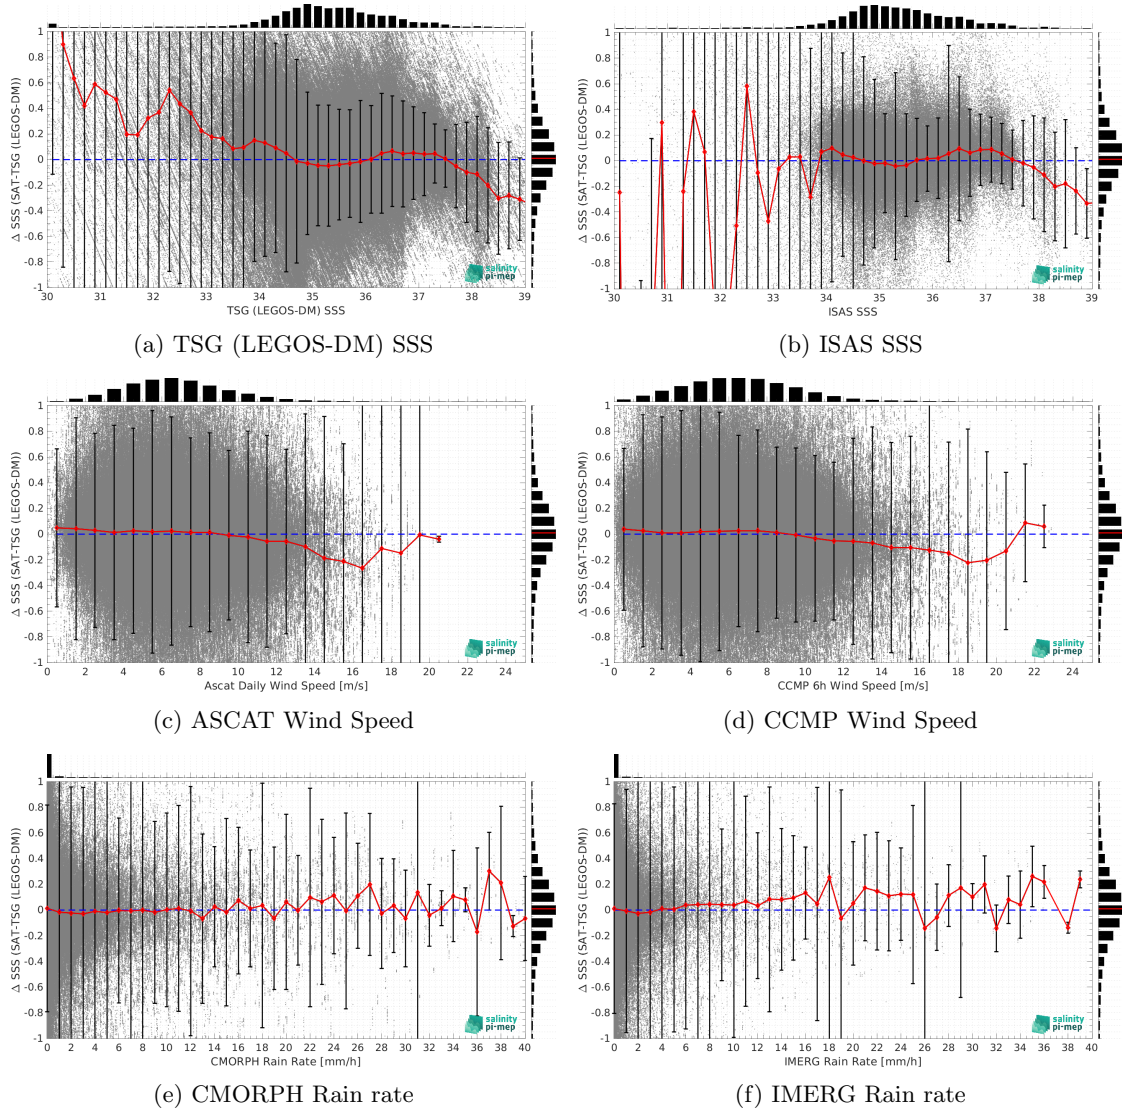 1
0.8
0.6
0.4
0.2
0
-0.2
-0.4
-0.6
-0.8
-1
Δ SSS (SAT-TSG (LEGOS-DM))
salinity
pi-mep
30 31 32 33 34 35 36 37 38 39
TSG (LEGOS-DM) SSS
(a) TSG (LEGOS-DM) SSS
1
0.8
0.6
0.4
0.2
0
-0.2
-0.4
-0.6
-0.8
-1
Δ SSS (SAT-TSG (LEGOS-DM))
salinity
pi-mep
30 31 32 33 34 35 36 37 38 39
ISAS SSS
(b) ISAS SSS
1
0.8
0.6
0.4
0.2
0
-0.2
-0.4
-0.6
-0.8
-1
Δ SSS (SAT-TSG (LEGOS-DM))
salinity
pi-mep
0 2 4 6 8 10 12 14 16 18 20 22 24
Ascat Daily Wind Speed [m/s]
(c) ASCAT Wind Speed
1
0.8
0.6
0.4
0.2
0
-0.2
-0.4
-0.6
-0.8
-1
Δ SSS (SAT-TSG (LEGOS-DM))
salinity
pi-mep
0 2 4 6 8 10 12 14 16 18 20 22 24
CCMP 6h Wind Speed [m/s]
(d) CCMP Wind Speed
1
0.8
0.6
0.4
0.2
0
-0.2
-0.4
-0.6
-0.8
-1
Δ SSS (SAT-TSG (LEGOS-DM))
salinity
pi-mep
0 2 4 6 8 10 12 14 16 18 20 22 24 26 28 30 32 34 36 38 40
CMORPH Rain Rate [mm/h]
(e) CMORPH Rain rate
1
0.8
0.6
0.4
0.2
0
-0.2
-0.4
-0.6
-0.8
-1
Δ SSS (SAT-TSG (LEGOS-DM))
salinity
pi-mep
0 2 4 6 8 10 12 14 16 18 20 22 24 26 28 30 32 34 36 38 40
IMERG Rain Rate [mm/h]
(f) IMERG Rain rate